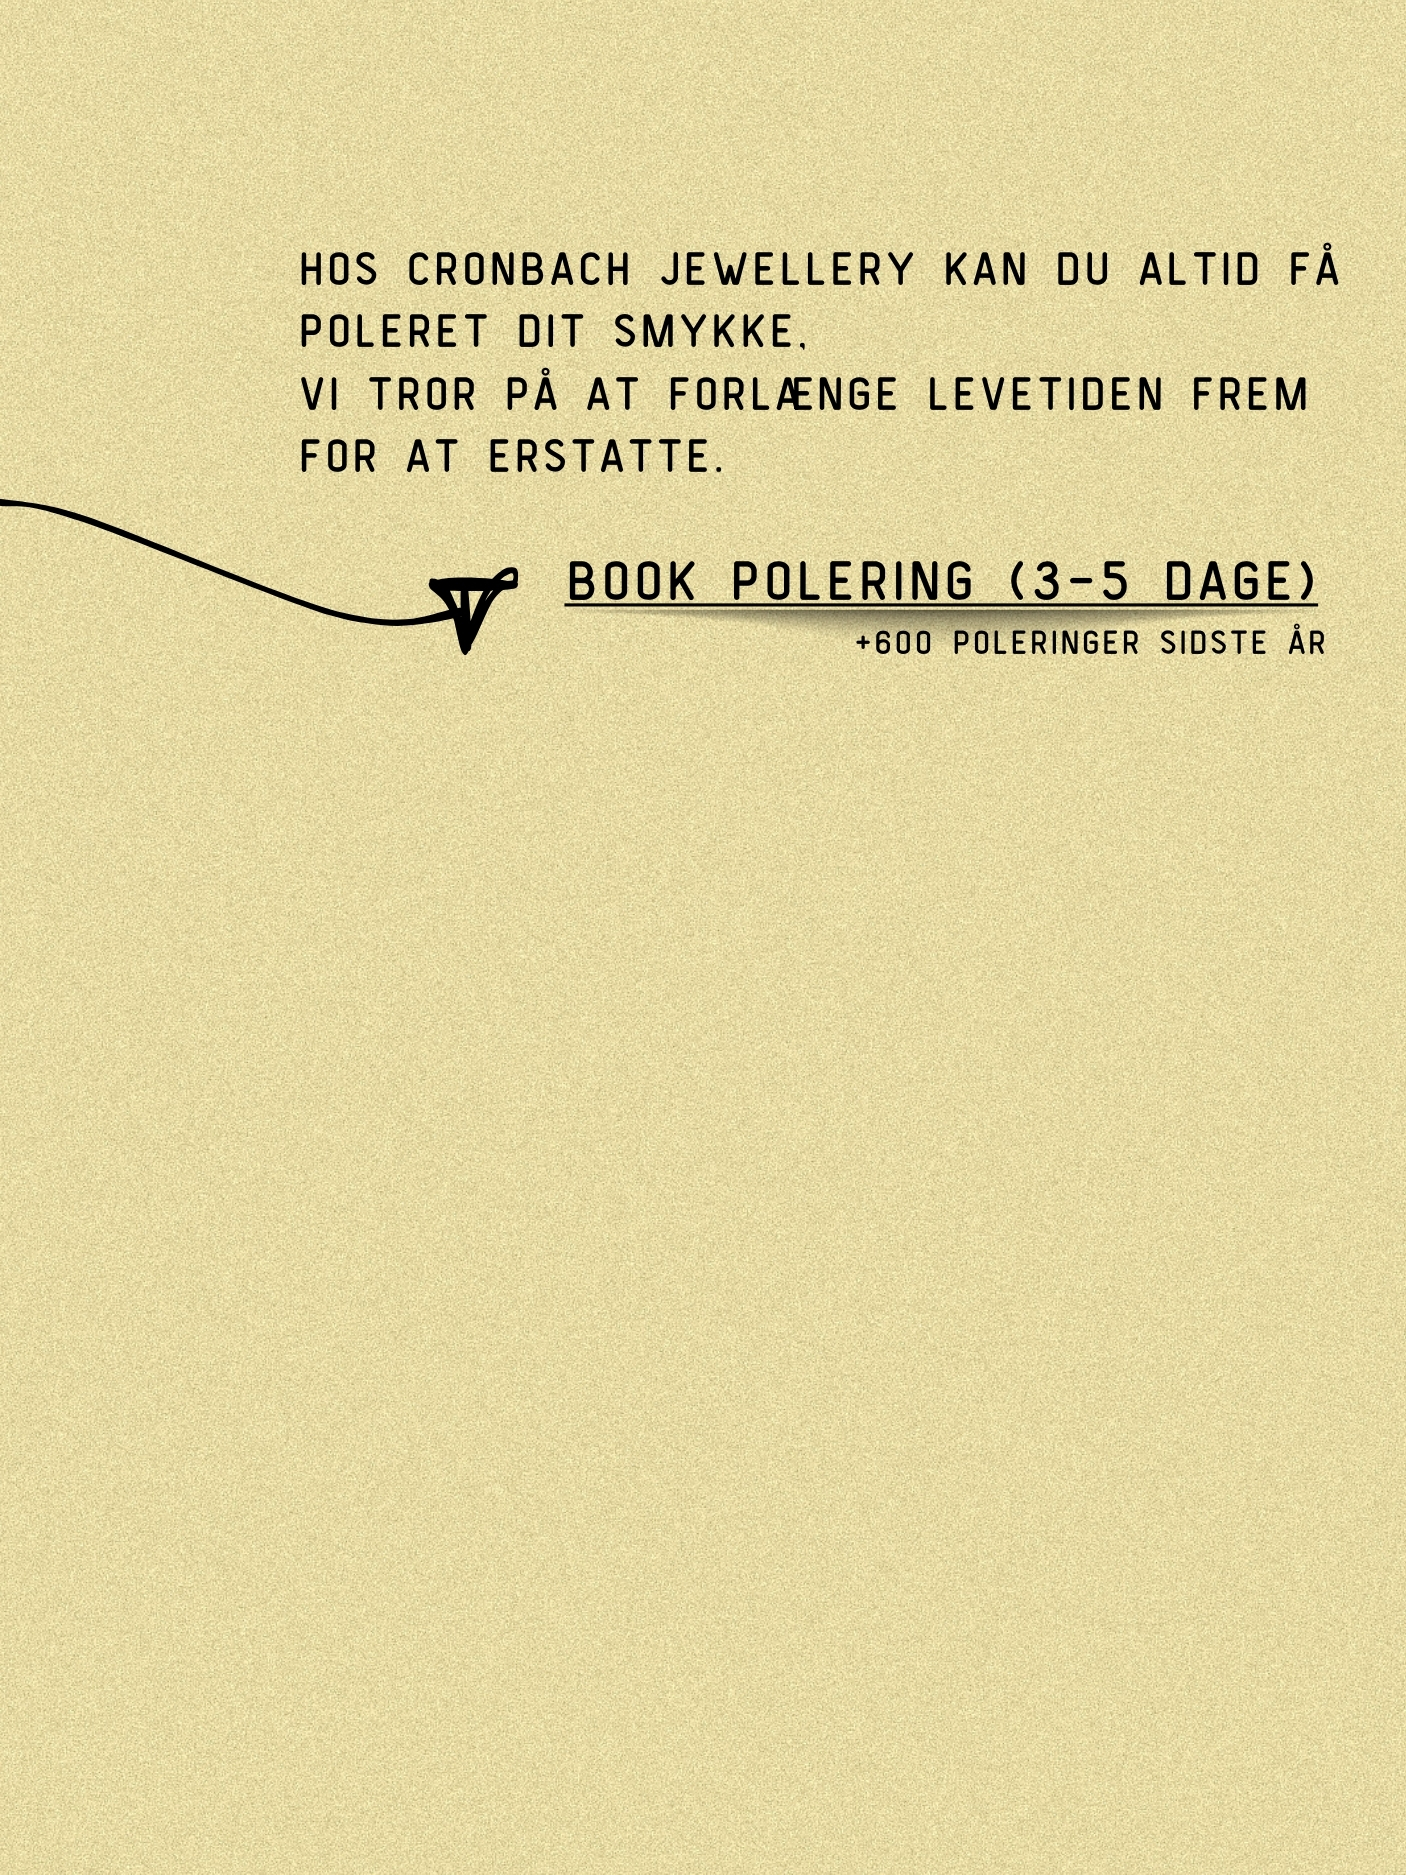 HOS CRONBACH JEWELLERY KAN DU ALTID FÅ
POLERET DIT SMYKKE,
VI TROR PÅ AT FORLÆNGE LEVETIDEN FREM
FOR AT ERSTATTE.
BOOK POLERING (3-5 DAGE)
+600 POLERINGER SIDSTE ÅR